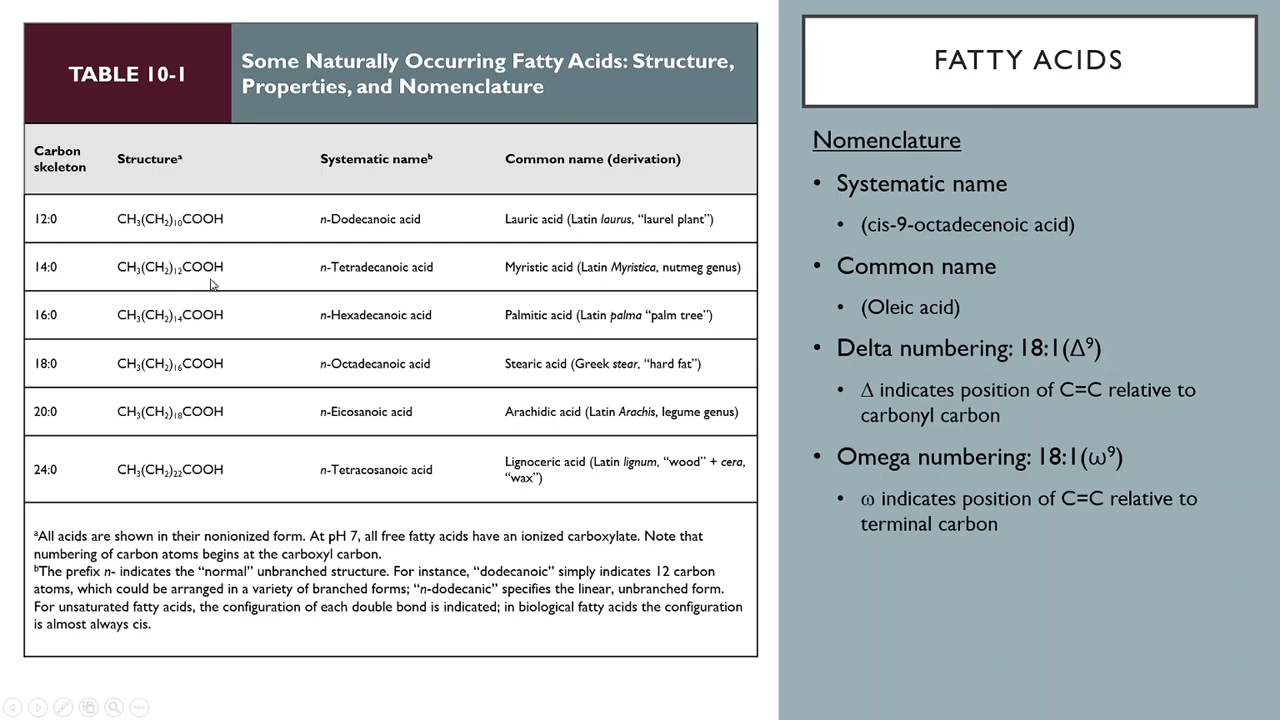 TABLE 10-1
Some Naturally Occurring Fatty Acids: Structure,
Properties, and Nomenclature
Carbon
skeleton
Structureᵃ
Systematic nameᵇ
Common name (derivation)
12:0 CH₃(CH₂)₁₀COOH n-Dodecanoic acid Lauric acid (Latin laurus, “laurel plant”)
14:0 CH₃(CH₂)₁₂COOH n-Tetradecanoic acid Myristic acid (Latin Myristica, nutmeg genus)
16:0 CH₃(CH₂)₁₄COOH n-Hexadecanoic acid Palmitic acid (Latin palma “palm tree”)
18:0 CH₃(CH₂)₁₆COOH n-Octadecanoic acid Stearic acid (Greek stear, “hard fat”)
20:0 CH₃(CH₂)₁₈COOH n-Eicosanoic acid Arachidic acid (Latin Arachis, legume genus)
24:0 CH₃(CH₂)₂₂COOH n-Tetracosanoic acid Lignoceric acid (Latin lignum, “wood” + cera,
“wax”)
ᵃAll acids are shown in their nonionized form. At pH 7, all free fatty acids have an ionized carboxylate. Note that
numbering of carbon atoms begins at the carboxyl carbon.
ᵇThe prefix n- indicates the “normal” unbranched structure. For instance, “dodecanoic” simply indicates 12 carbon
atoms, which could be arranged in a variety of branched forms; “n-dodecanic” specifies the linear, unbranched form.
For unsaturated fatty acids, the configuration of each double bond is indicated; in biological fatty acids the configuration
is almost always cis.
FATTY ACIDS
Nomenclature
• Systematic name
• (cis-9-octadecenoic acid)
• Common name
• (Oleic acid)
• Delta numbering: 18:1(Δ⁹)
• Δ indicates position of C=C relative to
carbonyl carbon
• Omega numbering: 18:1(ω⁹)
• ω indicates position of C=C relative to
terminal carbon